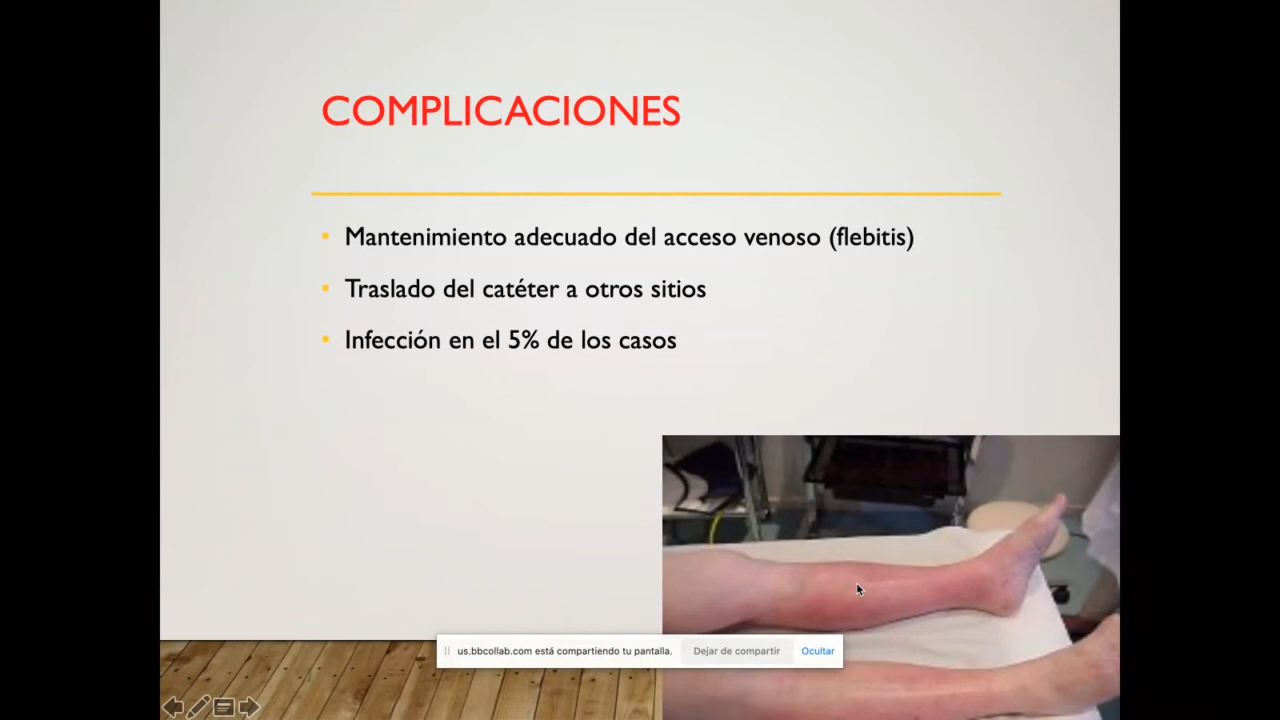 COMPLICACIONES
• Mantenimiento adecuado del acceso venoso (flebitis)
• Traslado del catéter a otros sitios
• Infección en el 5% de los casos
us.bbcollab.com está compartiendo tu pantalla. Dejar de compartir Ocultar